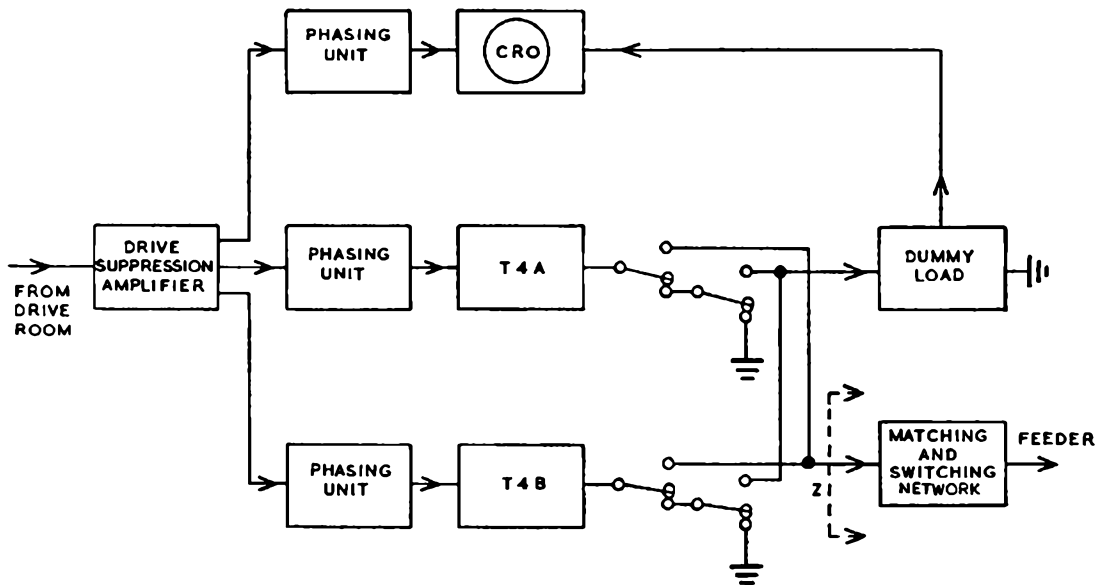 PHASING
UNIT
CRO
DRIVE
SUPPRESSION
AMPLIFIER
FROM
DRIVE
ROOM
PHASING
UNIT
T4A
DUMMY
LOAD
PHASING
UNIT
T4B
Z
MATCHING
AND
SWITCHING
NETWORK
FEEDER